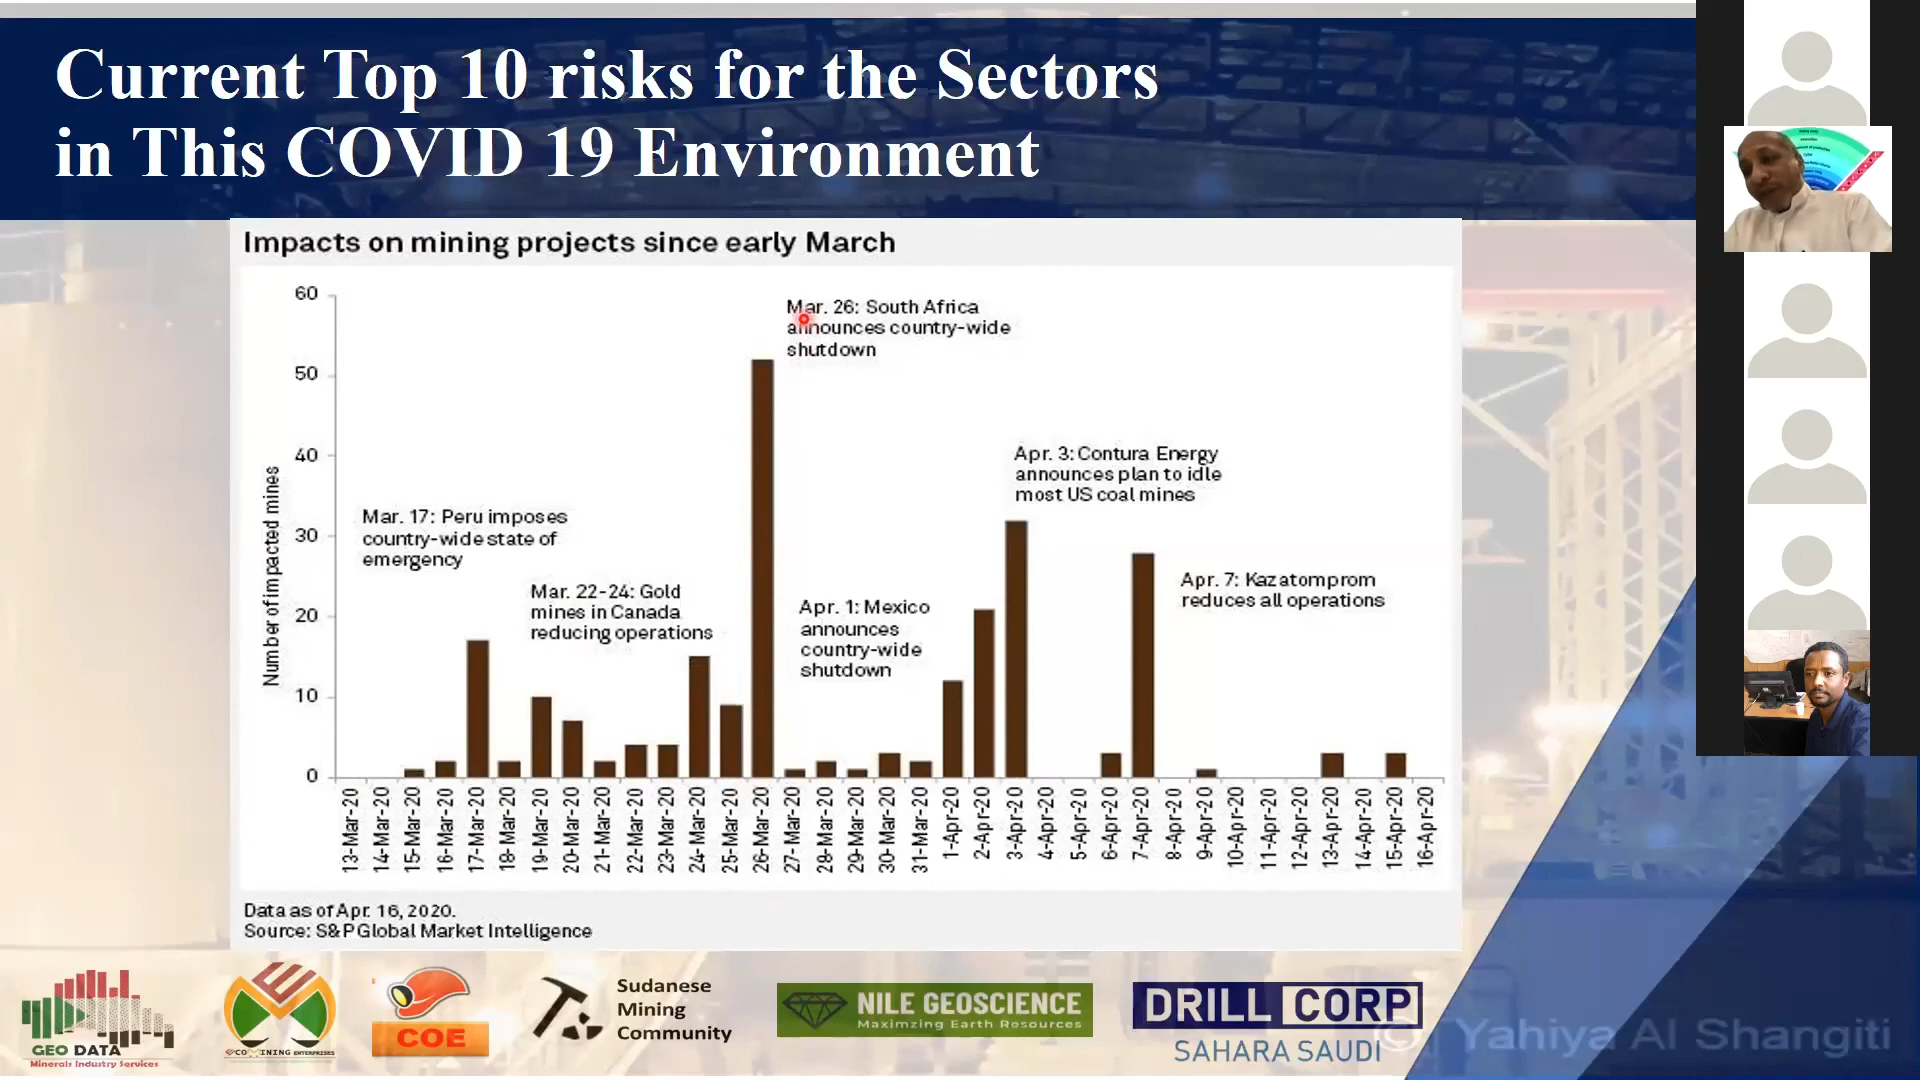 Current Top 10 risks for the Sectors
in This COVID 19 Environment
Impacts on mining projects since early March
Number of impacted mines
60
50
40
30
20
10
0
Mar. 17: Peru imposes
country-wide state of
emergency
Mar. 22-24: Gold
mines in Canada
reducing operations
Mar. 26: South Africa
announces country-wide
shutdown
Apr. 1: Mexico
announces
country-wide
shutdown
Apr. 3: Contura Energy
announces plan to idle
most US coal mines
Apr. 7: Kazatomprom
reduces all operations
13-Mar-20
14-Mar-20
15-Mar-20
16-Mar-20
17-Mar-20
18-Mar-20
19-Mar-20
20-Mar-20
21-Mar-20
22-Mar-20
23-Mar-20
24-Mar-20
25-Mar-20
26-Mar-20
27-Mar-20
28-Mar-20
29-Mar-20
30-Mar-20
31-Mar-20
1-Apr-20
2-Apr-20
3-Apr-20
4-Apr-20
5-Apr-20
6-Apr-20
7-Apr-20
8-Apr-20
9-Apr-20
10-Apr-20
11-Apr-20
12-Apr-20
13-Apr-20
14-Apr-20
15-Apr-20
16-Apr-20
Data as of Apr. 16, 2020.
Source: S&P Global Market Intelligence
GEO DATA
Minerals Industry Services
ECOMINING ENTERPRISES
COE
Sudanese
Mining
Community
NILE GEOSCIENCE
Maximzing Earth Resources
DRILL CORP
SAHARA SAUDI
© Yahiya Al Shangiti